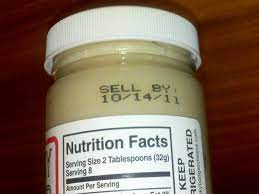 SELL BY:
10/14/11
Nutrition Facts
Serving Size 2 Tablespoons (32g)
Serving 8
Amount Per Serving
KEEP
REFRIGERATED